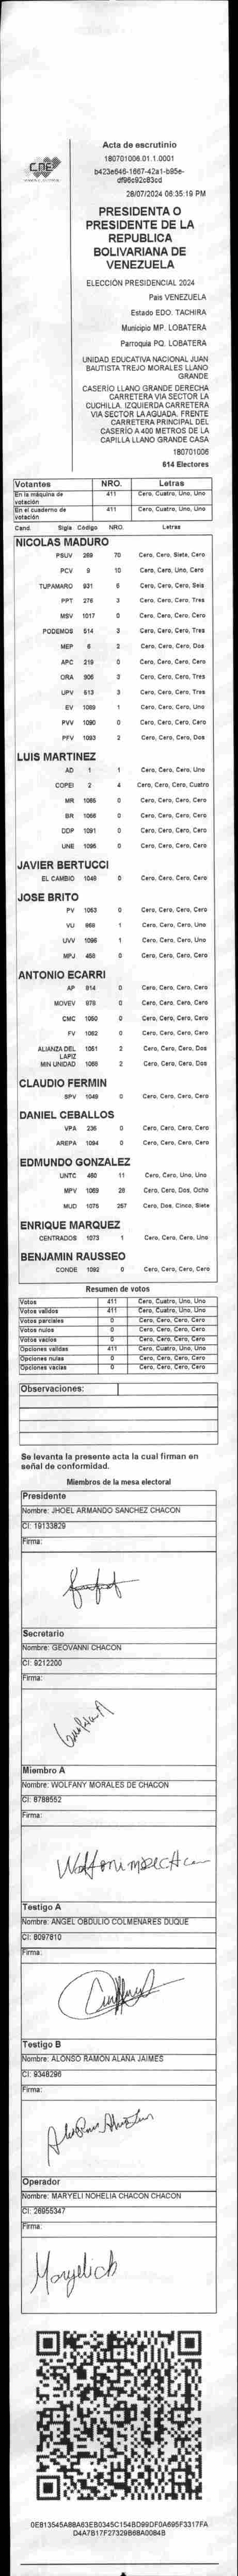 CNE
Acta de escrutinio
180701006.01.1.0001
b423e646-1667-42a1-b95e-
df96c92c83cd
28/07/2024 06:35:19 PM
PRESIDENTA O
PRESIDENTE DE LA
REPUBLICA
BOLIVARIANA DE
VENEZUELA
ELECCIÓN PRESIDENCIAL 2024
Pais VENEZUELA
Estado EDO. TACHIRA
Municipio MP. LOBATERA
Parroquia PQ. LOBATERA
UNIDAD EDUCATIVA NACIONAL JUAN
BAUTISTA TREJO MORALES LLANO
GRANDE
CASERÍO LLANO GRANDE DERECHA
CARRETERA VIA SECTOR LA
CUCHILLA. IZQUIERDA CARRETERA
VIA SECTOR LA AGUADA. FRENTE
CARRETERA PRINCIPAL DEL
CASERÍO A 400 METROS DE LA
CAPILLA LLANO GRANDE CASA
180701006
614 Electores
Votantes NRO. Letras
En la máquina de votación 411 Cero, Cuatro, Uno, Uno
En el cuaderno de votación 411 Cero, Cuatro, Uno, Uno
Cand. Sigla Código NRO. Letras
NICOLAS MADURO
PSUV 269 70 Cero, Cero, Siete, Cero
PCV 9 10 Cero, Cero, Uno, Cero
TUPAMARO 931 6 Cero, Cero, Cero, Seis
PPT 276 3 Cero, Cero, Cero, Tres
MSV 1017 0 Cero, Cero, Cero, Cero
PODEMOS 514 3 Cero, Cero, Cero, Tres
MEP 6 2 Cero, Cero, Cero, Dos
APC 219 0 Cero, Cero, Cero, Cero
ORA 906 3 Cero, Cero, Cero, Tres
UPV 613 3 Cero, Cero, Cero, Tres
EV 1089 1 Cero, Cero, Cero, Uno
PVV 1090 0 Cero, Cero, Cero, Cero
PFV 1093 2 Cero, Cero, Cero, Dos
LUIS MARTINEZ
AD 1 1 Cero, Cero, Cero, Uno
COPEI 2 4 Cero, Cero, Cero, Cuatro
MR 1065 0 Cero, Cero, Cero, Cero
BR 1066 0 Cero, Cero, Cero, Cero
DDP 1091 0 Cero, Cero, Cero, Cero
UNE 1095 0 Cero, Cero, Cero, Cero
JAVIER BERTUCCI
EL CAMBIO 1046 0 Cero, Cero, Cero, Cero
JOSE BRITO
PV 1053 0 Cero, Cero, Cero, Cero
VU 868 1 Cero, Cero, Cero, Uno
UVV 1096 1 Cero, Cero, Cero, Uno
MPJ 458 0 Cero, Cero, Cero, Cero
ANTONIO ECARRI
AP 914 0 Cero, Cero, Cero, Cero
MOVEV 978 0 Cero, Cero, Cero, Cero
CMC 1050 0 Cero, Cero, Cero, Cero
FV 1092 0 Cero, Cero, Cero, Cero
ALIANZA DEL LAPIZ 1051 2 Cero, Cero, Cero, Dos
MIN UNIDAD 1068 2 Cero, Cero, Cero, Dos
CLAUDIO FERMIN
SPV 1049 0 Cero, Cero, Cero, Cero
DANIEL CEBALLOS
VPA 236 0 Cero, Cero, Cero, Cero
AREPA 1094 0 Cero, Cero, Cero, Cero
EDMUNDO GONZALEZ
UNTC 460 11 Cero, Cero, Uno, Uno
MPV 1069 28 Cero, Cero, Dos, Ocho
MUD 1075 257 Cero, Dos, Cinco, Siete
ENRIQUE MARQUEZ
CENTRADOS 1073 1 Cero, Cero, Cero, Uno
BENJAMIN RAUSSEO
CONDE 1082 0 Cero, Cero, Cero, Cero
Resumen de votos
Votos 411 Cero, Cuatro, Uno, Uno
Votos validos 411 Cero, Cuatro, Uno, Uno
Votos parciales 0 Cero, Cero, Cero, Cero
Votos nulos 0 Cero, Cero, Cero, Cero
Votos vacíos 0 Cero, Cero, Cero, Cero
Opciones validas 411 Cero, Cuatro, Uno, Uno
Opciones nulas 0 Cero, Cero, Cero, Cero
Opciones vacias 0 Cero, Cero, Cero, Cero
Observaciones:
Se levanta la presente acta la cual firman en
señal de conformidad.
Miembros de la mesa electoral
Presidente
Nombre: JHOEL ARMANDO SANCHEZ CHACON
CI: 19133829
Firma:
Secretario
Nombre: GEOVANNI CHACON
CI: 9212200
Firma:
Miembro A
Nombre: WOLFANY MORALES DE CHACON
CI: 8788552
Firma:
Testigo A
Nombre: ANGEL OBDULIO COLMENARES DUQUE
CI: 8097810
Firma:
Testigo B
Nombre: ALONSO RAMON ALAÑA JAIMES
CI: 9348296
Firma:
Operador
Nombre: MARYELI NOHELIA CHACON CHACON
CI: 26955347
Firma:
Maryelich
0E813545A88A63EB0345C154BD99DF0A695F3317FA
D4A7B17F27329B68A0084B